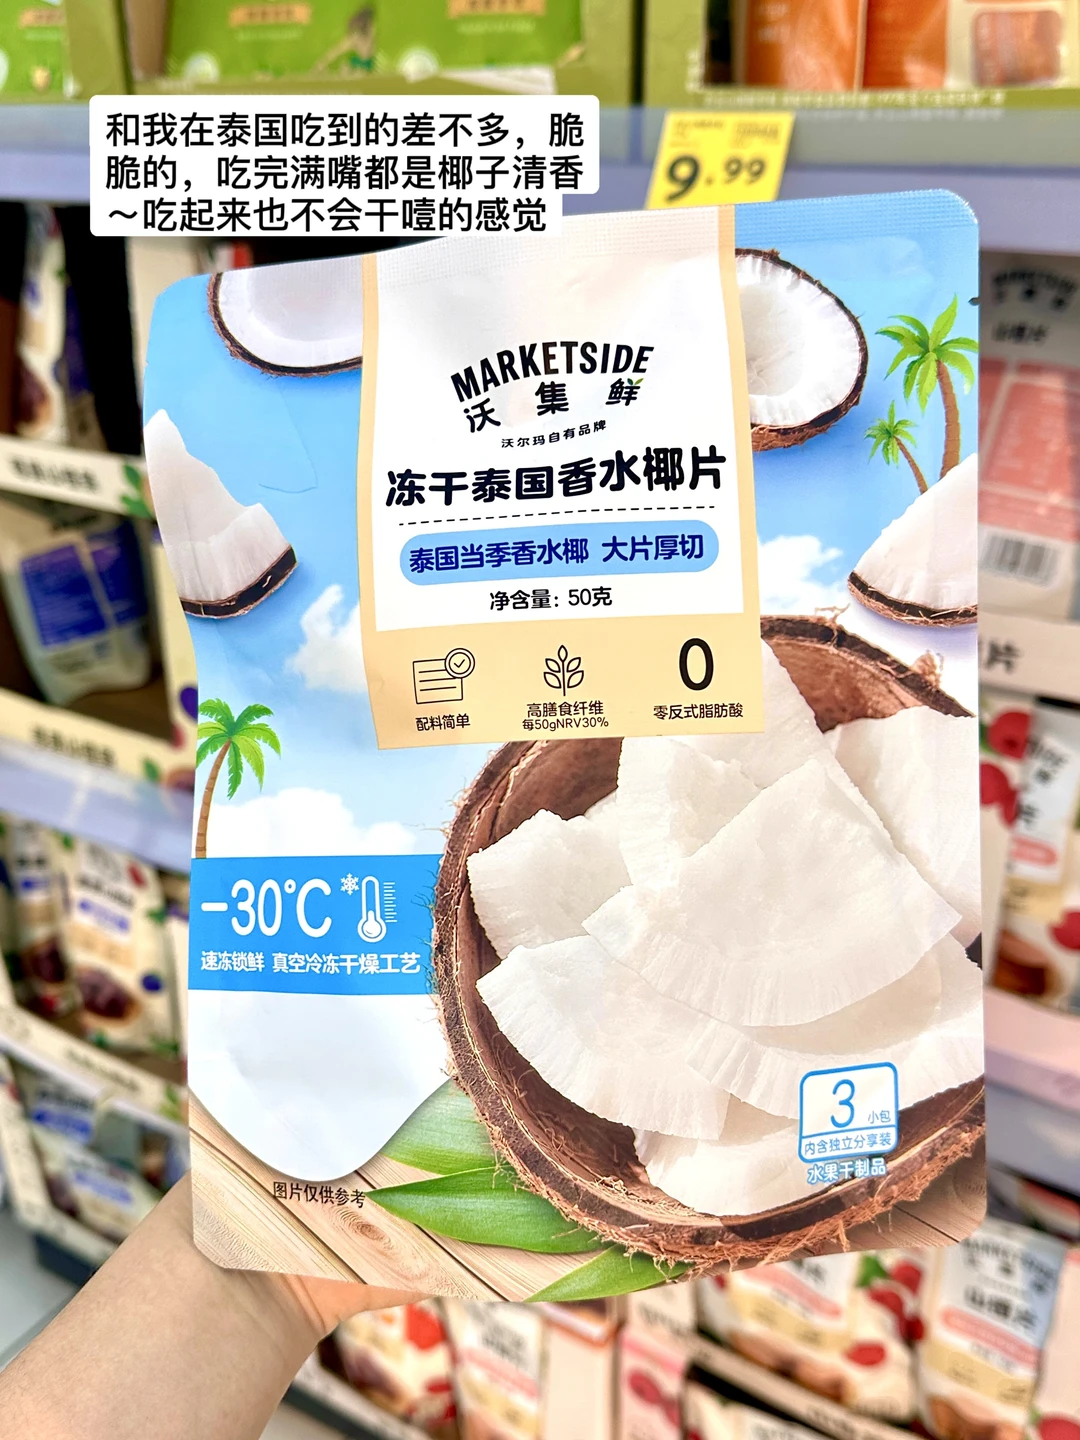 和我在泰国吃到的差不多，脆
脆的，吃完满嘴都是椰子清香
～吃起来也不会干噎的感觉
9.99
MARKETSIDE
沃集鲜
沃尔玛自有品牌
冻干泰国香水椰片
泰国当季香水椰 大片厚切
净含量：50克
配料简单
高膳食纤维
每50gNRV30%
0
零反式脂肪酸
-30℃
速冻锁鲜 真空冷冻干燥工艺
3小包
内含独立分享装
水果干制品
图片仅供参考